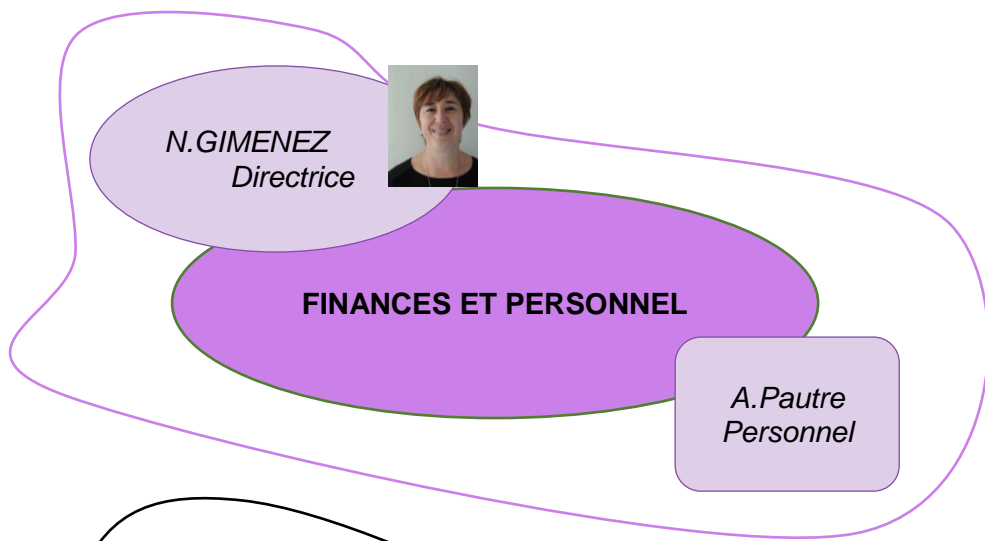 N.GIMENEZ
Directrice
FINANCES ET PERSONNEL
A.Pautre
Personnel